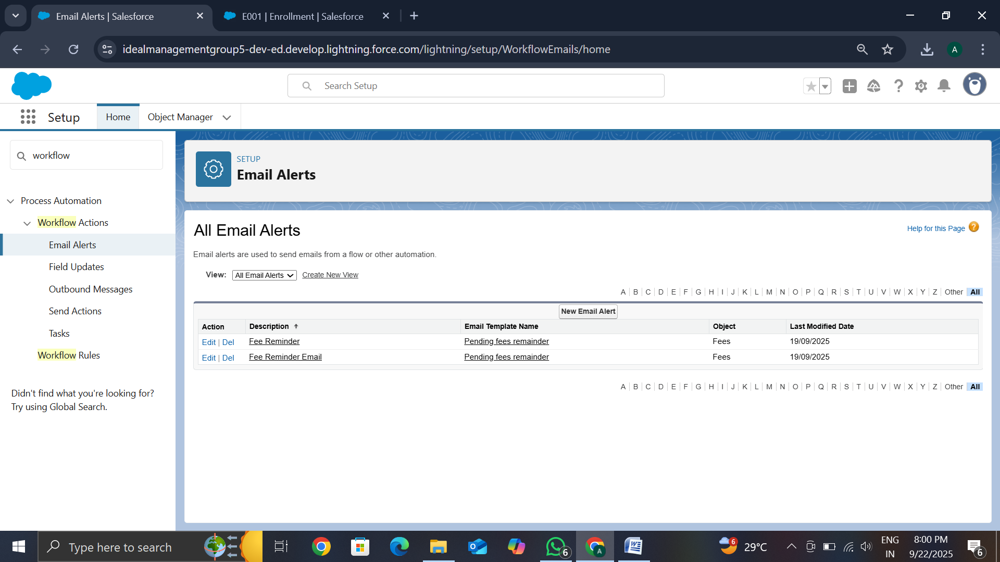 Email Alerts | Salesforce
E001 | Enrollment | Salesforce
idealmanagementgroup5-dev-ed.develop.lightning.force.com/lightning/setup/WorkflowEmails/home
A
Search Setup
Setup
Home
Object Manager
workflow
Process Automation
Workflow Actions
Email Alerts
Field Updates
Outbound Messages
Send Actions
Tasks
Workflow Rules
Didn't find what you're looking for?
Try using Global Search.
SETUP
Email Alerts
All Email Alerts
Help for this Page ?
Email alerts are used to send emails from a flow or other automation.
View: All Email Alerts Create New View
A | B | C | D | E | F | G | H | I | J | K | L | M | N | O | P | Q | R | S | T | U | V | W | X | Y | Z | Other | All
New Email Alert
Action Description Email Template Name Object Last Modified Date
Edit | Del Fee Reminder Pending fees remainder Fees 19/09/2025
Edit | Del Fee Reminder Email Pending fees remainder Fees 19/09/2025
A | B | C | D | E | F | G | H | I | J | K | L | M | N | O | P | Q | R | S | T | U | V | W | X | Y | Z | Other | All
Type here to search
6
A
6
29°C
ENG
IN
8:00 PM
9/22/2025
6